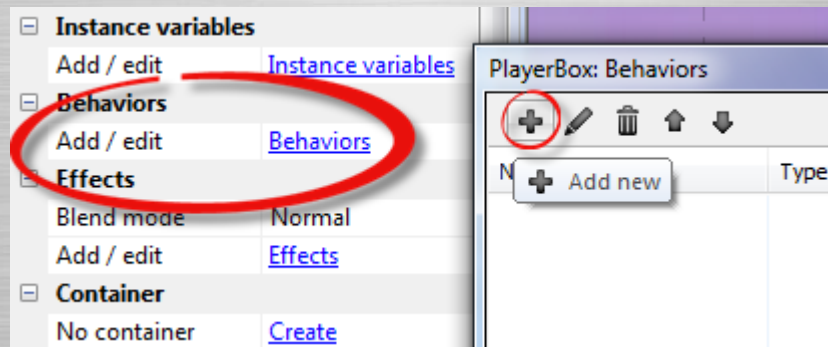 Instance variables
Add / edit Instance variables
Behaviors
Add / edit Behaviors
Effects
Blend mode Normal
Add / edit Effects
Container
No container Create
PlayerBox: Behaviors
N Type
Add new